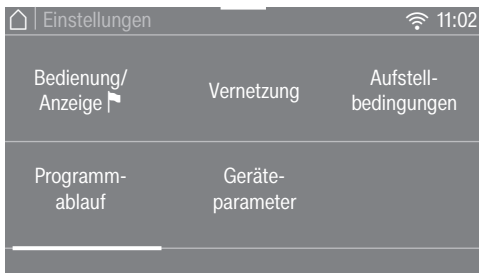 Einstellungen 11:02
Bedienung/
Anzeige
Vernetzung
Aufstell-
bedingungen
Programm-
ablauf
Geräte-
parameter